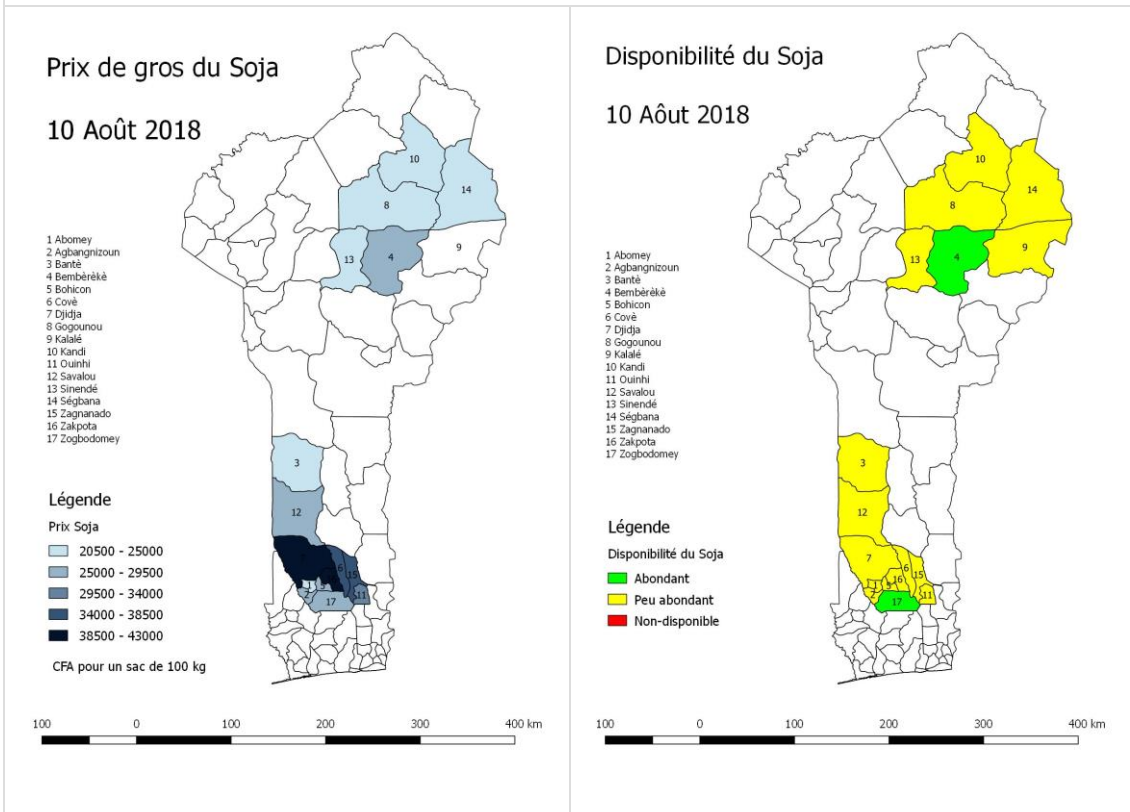 Prix de gros du Soja
10 Août 2018
1 Abomey
2 Agbangnizoun
3 Bantè
4 Bembèrèkè
5 Bohicon
6 Covè
7 Djidja
8 Gogounou
9 Kalalé
10 Kandi
11 Ouinhi
12 Savalou
13 Sinendé
14 Ségbana
15 Zagnanado
16 Zakpota
17 Zogbodomey
10
14
8
9
4
13
3
12
7
6
15
1
2
11
17
Légende
Prix Soja
20500 - 25000
25000 - 29500
29500 - 34000
34000 - 38500
38500 - 43000
CFA pour un sac de 100 kg
100 0 100 200 300 400 km
Disponibilité du Soja
10 Aôut 2018
1 Abomey
2 Agbangnizoun
3 Bantè
4 Bembèrèkè
5 Bohicon
6 Covè
7 Djidja
8 Gogounou
9 Kalalé
10 Kandi
11 Ouinhi
12 Savalou
13 Sinendé
14 Ségbana
15 Zagnanado
16 Zakpota
17 Zogbodomey
10
14
8
9
4
13
3
12
7
6
15
16
1
5
2
11
17
Légende
Disponibilité du Soja
Abondant
Peu abondant
Non-disponible
100 0 100 200 300 400 km